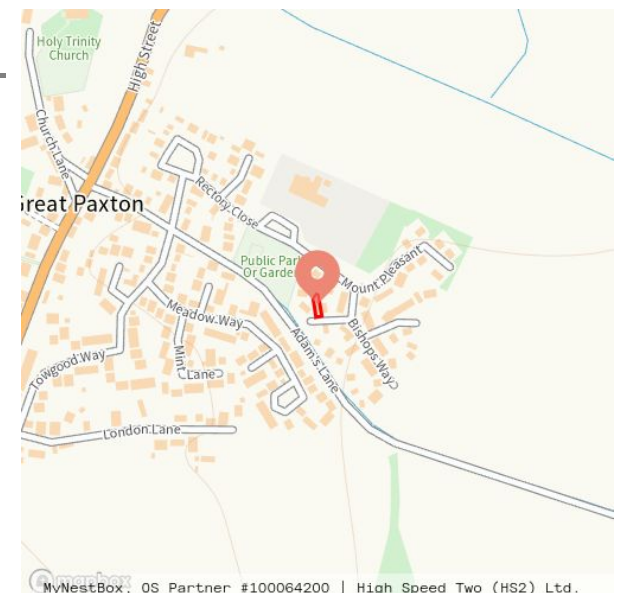 Holy Trinity
Church
High Street
Church Lane
Great Paxton
Rectory Close
Public Park
Or Garden
Mount Pleasant
Meadow Way
Bishops Way
Adam's Lane
Mint Lane
Towgood Way
London Lane
mapbox
MyNestBox, OS Partner #100064200 | High Speed Two (HS2) Ltd.